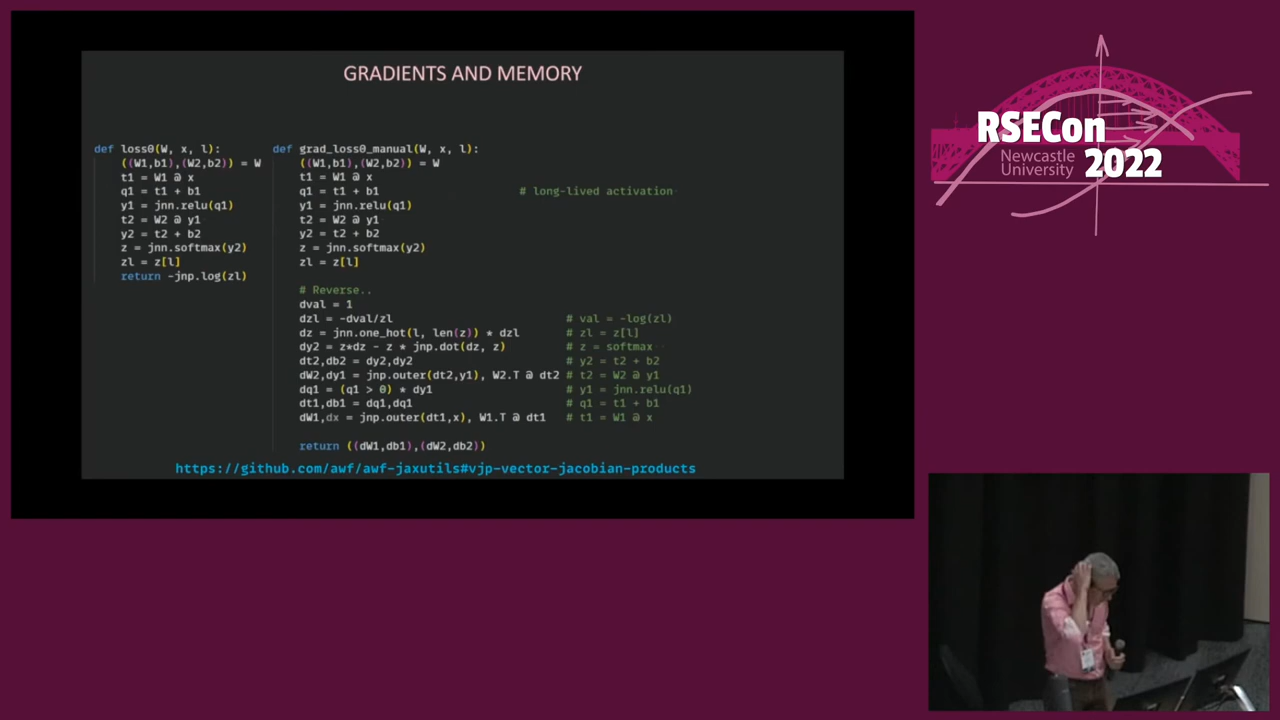 GRADIENTS AND MEMORY
def loss0(W, x, l):
((W1,b1),(W2,b2)) = W
t1 = W1 @ x
q1 = t1 + b1
y1 = jnn.relu(q1)
t2 = W2 @ y1
y2 = t2 + b2
z = jnn.softmax(y2)
zl = z[l]
return -jnp.log(zl)
def grad_loss0_manual(W, x, l):
((W1,b1),(W2,b2)) = W
t1 = W1 @ x
q1 = t1 + b1 # long-lived activation
y1 = jnn.relu(q1)
t2 = W2 @ y1
y2 = t2 + b2
z = jnn.softmax(y2)
zl = z[l]
# Reverse..
dval = 1
dzl = -dval/zl # val = -log(zl)
dz = jnn.one_hot(l, len(z)) * dzl # zl = z[l]
dy2 = z*dz - z * jnp.dot(dz, z) # z = softmax
dt2,db2 = dy2,dy2 # y2 = t2 + b2
dW2,dy1 = jnp.outer(dt2,y1), W2.T @ dt2 # t2 = W2 @ y1
dq1 = (q1 > 0) * dy1 # y1 = jnn.relu(q1)
dt1,db1 = dq1,dq1 # q1 = t1 + b1
dW1,dx = jnp.outer(dt1,x), W1.T @ dt1 # t1 = W1 @ x
return ((dW1,db1),(dW2,db2))
https://github.com/awf/awf-jaxutils#vjp-vector-jacobian-products
RSECon
Newcastle
University
2022